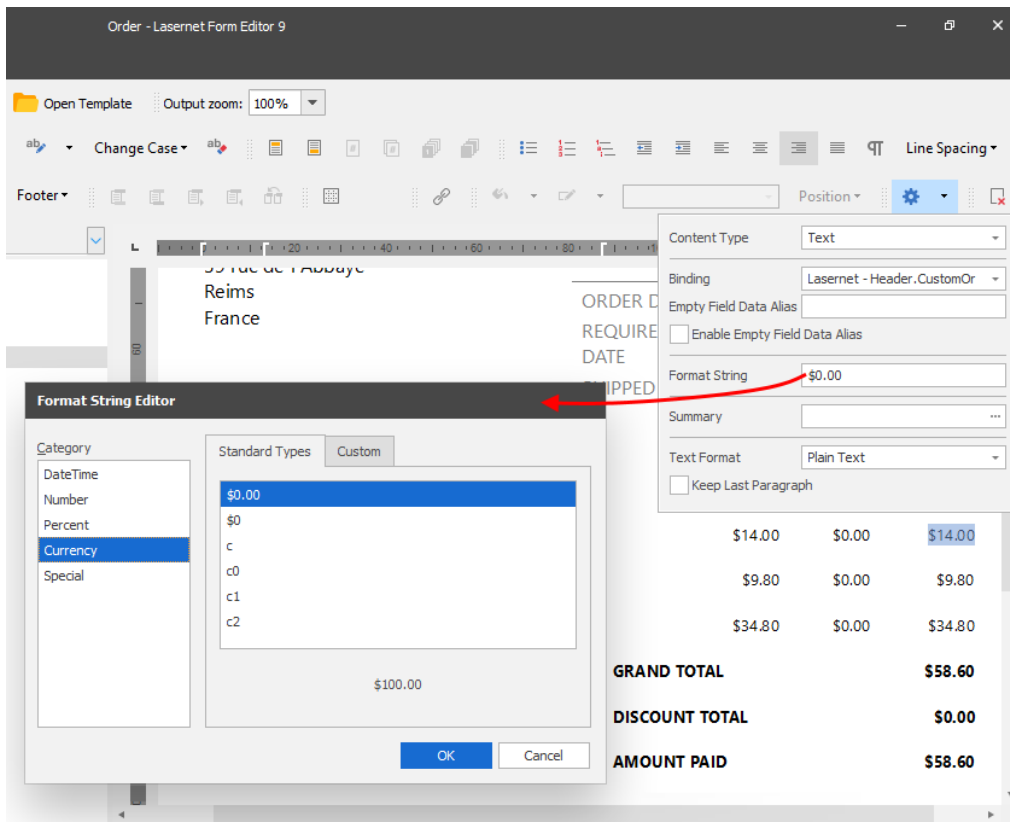 Order - Lasernet Form Editor 9
Open Template Output zoom: 100%
Change Case Line Spacing
Footer Position
Content Type Text
Binding Lasernet - Header.CustomOr
Empty Field Data Alias
Enable Empty Field Data Alias
Format String $0.00
Summary ...
Text Format Plain Text
Keep Last Paragraph
20 40 60 80
Reims
France
60
ORDER D
REQUIRE
DATE
Format String Editor
Category
DateTime
Number
Percent
Currency
Special
Standard Types Custom
$0.00
$0
c
c0
c1
c2
$100.00
OK Cancel
$14.00 $0.00 $14.00
$9.80 $0.00 $9.80
$34.80 $0.00 $34.80
GRAND TOTAL $58.60
DISCOUNT TOTAL $0.00
AMOUNT PAID $58.60